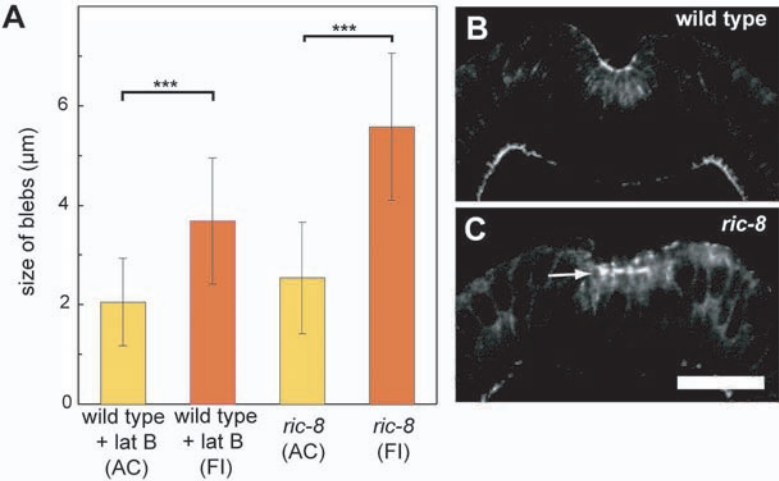 A
***
***
size of blebs (μm)
6
4
2
0
wild type
+ lat B
(AC)
wild type
+ lat B
(FI)
ric-8
(AC)
ric-8
(FI)
B
wild type
C
ric-8